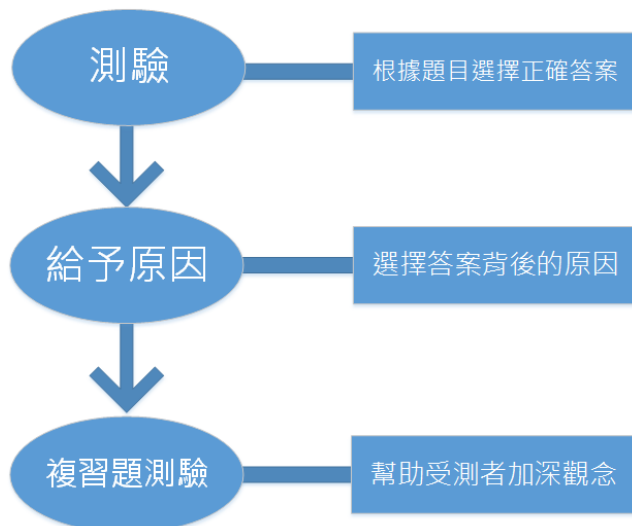 測驗
根據題目選擇正確答案
給予原因
選擇答案背後的原因
複習題測驗
幫助受測者加深觀念